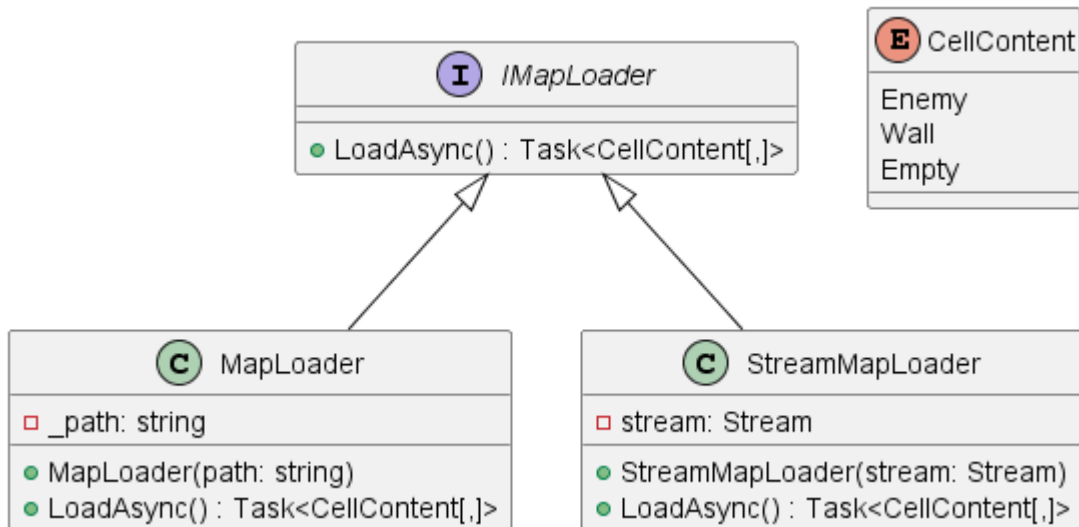 I IMapLoader
LoadAsync() : Task<CellContent[,]>
E CellContent
Enemy
Wall
Empty
C MapLoader
_path: string
MapLoader(path: string)
LoadAsync() : Task<CellContent[,]>
C StreamMapLoader
stream: Stream
StreamMapLoader(stream: Stream)
LoadAsync() : Task<CellContent[,]>